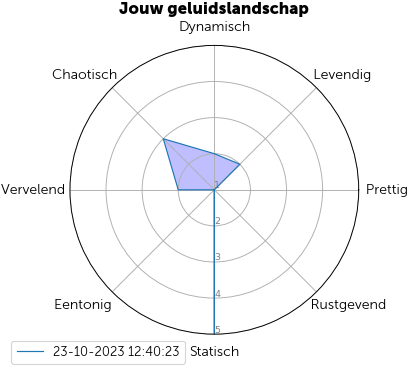 Jouw geluidslandschap
Dynamisch
Chaotisch
Levendig
Vervelend
Prettig
1
2
3
4
5
Eentonig
Rustgevend
23-10-2023 12:40:23
Statisch